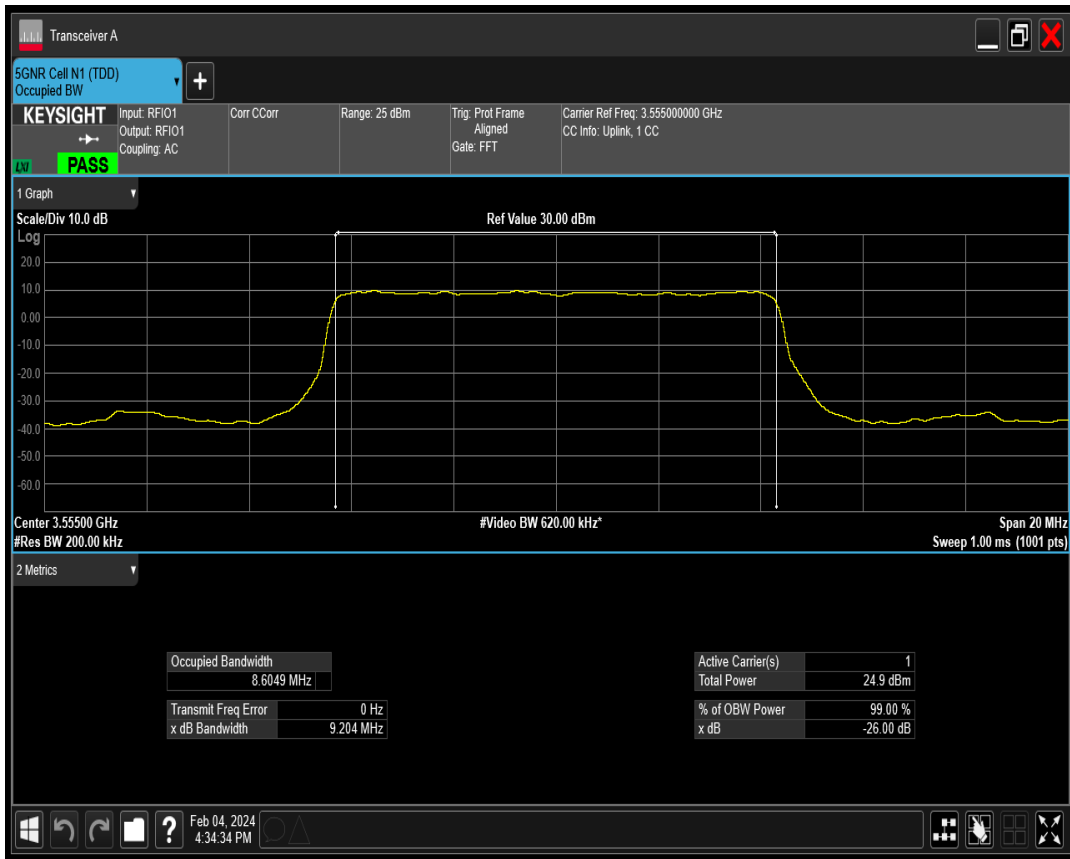 Transceiver A
5GNR Cell N1 (TDD)
Occupied BW
+
KEYSIGHT
LXI
PASS
Input: RFIO1
Output: RFIO1
Coupling: AC
Corr CCorr
Range: 25 dBm
Trig: Prot Frame
Aligned
Gate: FFT
Carrier Ref Freq: 3.555000000 GHz
CC Info: Uplink, 1 CC
1 Graph
Scale/Div 10.0 dB
Ref Value 30.00 dBm
Log
20.0
10.0
0.00
-10.0
-20.0
-30.0
-40.0
-50.0
-60.0
Center 3.55500 GHz
#Video BW 620.00 kHz*
Span 20 MHz
#Res BW 200.00 kHz
Sweep 1.00 ms (1001 pts)
2 Metrics
Occupied Bandwidth
8.6049 MHz
Transmit Freq Error 0 Hz
x dB Bandwidth 9.204 MHz
Active Carrier(s) 1
Total Power 24.9 dBm
% of OBW Power 99.00 %
x dB -26.00 dB
?
Feb 04, 2024
4:34:34 PM